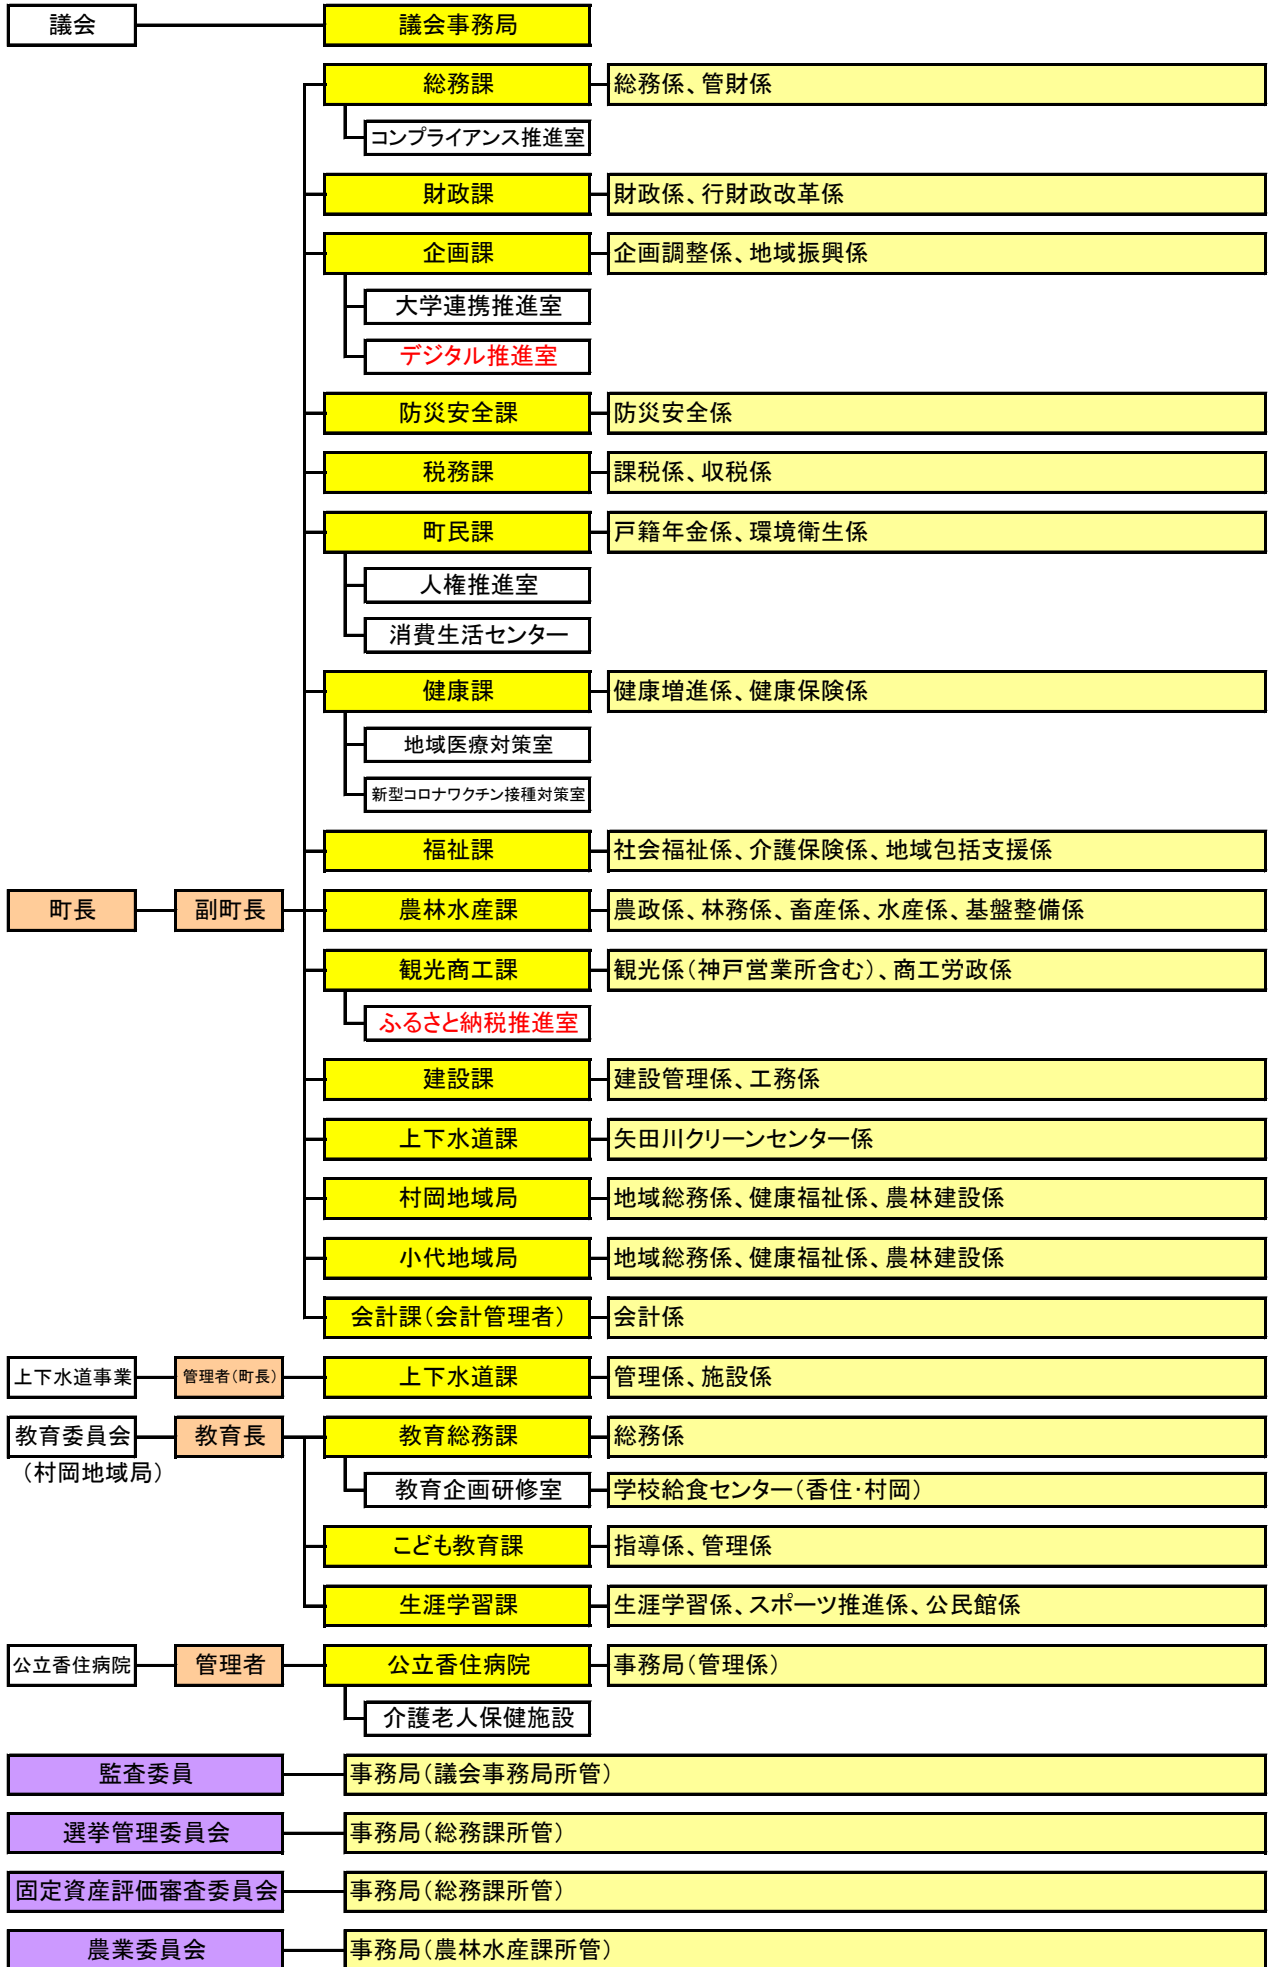 議会 議会事務局
総務課 総務係、管財係
コンプライアンス推進室
財政課 財政係、行財政改革係
企画課 企画調整係、地域振興係
大学連携推進室
デジタル推進室
防災安全課 防災安全係
税務課 課税係、収税係
町民課 戸籍年金係、環境衛生係
人権推進室
消費生活センター
健康課 健康増進係、健康保険係
地域医療対策室
新型コロナワクチン接種対策室
福祉課 社会福祉係、介護保険係、地域包括支援係
町長 副町長 農林水産課 農政係、林務係、畜産係、水産係、基盤整備係
観光商工課 観光係(神戸営業所含む)、商工労政係
ふるさと納税推進室
建設課 建設管理係、工務係
上下水道課 矢田川クリーンセンター係
村岡地域局 地域総務係、健康福祉係、農林建設係
小代地域局 地域総務係、健康福祉係、農林建設係
会計課(会計管理者) 会計係
上下水道事業 管理者(町長) 上下水道課 管理係、施設係
教育委員会 教育長 教育総務課 総務係
(村岡地域局)
教育企画研修室 学校給食センター(香住・村岡)
こども教育課 指導係、管理係
生涯学習課 生涯学習係、スポーツ推進係、公民館係
公立香住病院 管理者 公立香住病院 事務局(管理係)
介護老人保健施設
監査委員 事務局(議会事務局所管)
選挙管理委員会 事務局(総務課所管)
固定資産評価審査委員会 事務局(総務課所管)
農業委員会 事務局(農林水産課所管)